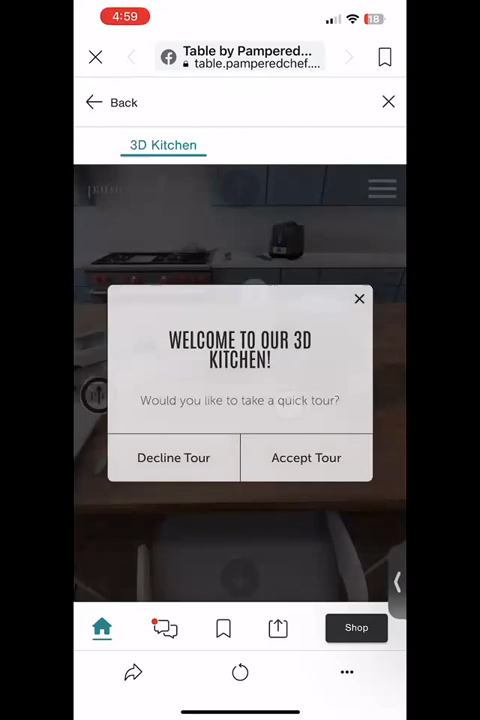 4:59
18
Table by Pampered...
table.pamperedchef....
Back
3D Kitchen
WELCOME TO OUR 3D
KITCHEN!
Would you like to take a quick tour?
Decline Tour
Accept Tour
Shop